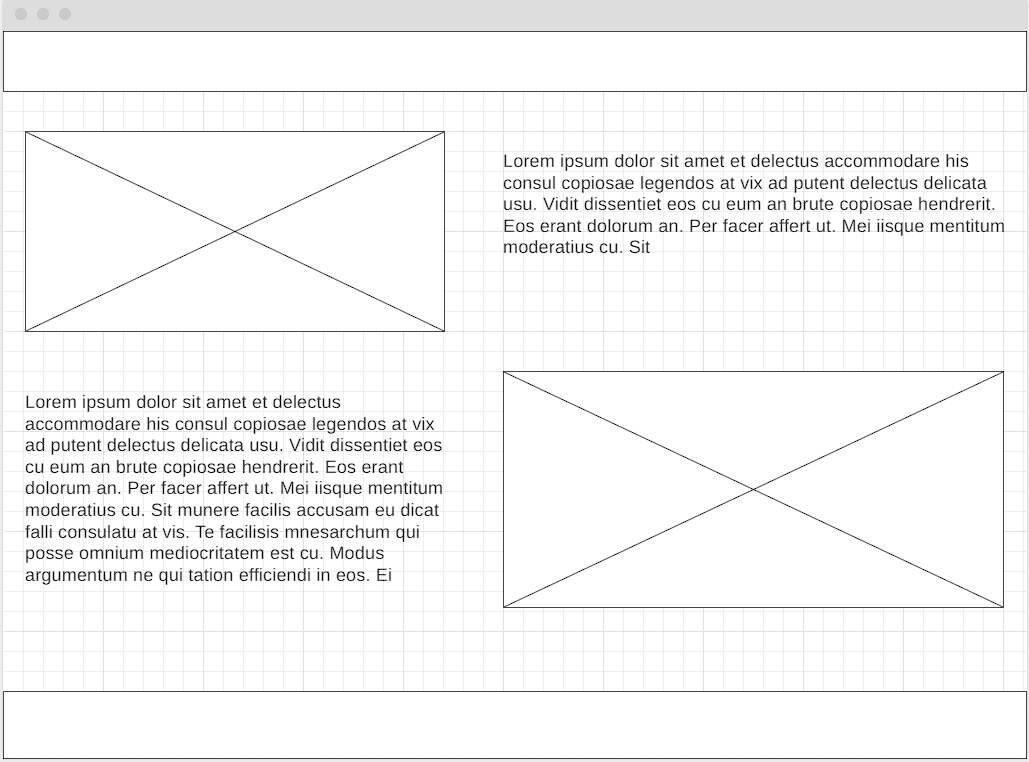 Lorem ipsum dolor sit amet et delectus accommodare his
consul copiosae legendos at vix ad putent delectus delicata
usu. Vidit dissentiet eos cu eum an brute copiosae hendrerit.
Eos erant dolorum an. Per facer affert ut. Mei iisque mentitum
moderatius cu. Sit
Lorem ipsum dolor sit amet et delectus
accommodare his consul copiosae legendos at vix
ad putent delectus delicata usu. Vidit dissentiet eos
cu eum an brute copiosae hendrerit. Eos erant
dolorum an. Per facer affert ut. Mei iisque mentitum
moderatius cu. Sit munere facilis accusam eu dicat
falli consulatu at vis. Te facilisis mnesarchum qui
posse omnium mediocritatem est cu. Modus
argumentum ne qui tation efficiendi in eos. Ei